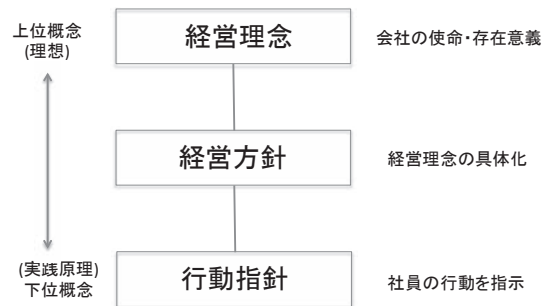 上位概念
(理想)
経営理念
会社の使命・存在意義
経営方針
経営理念の具体化
(実践原理)
下位概念
行動指針
社員の行動を指示